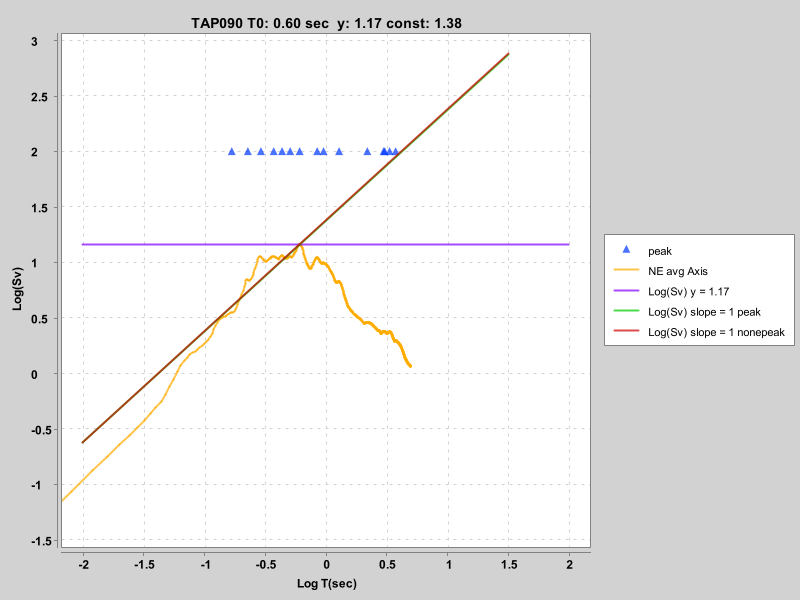 TAP090 T0: 0.60 sec  y: 1.17 const: 1.38
3
2.5
2
1.5
1
0.5
0
-0.5
-1
-1.5
Log(Sv)
-2
-1.5
-1
-0.5
0
0.5
1
1.5
2
Log T(sec)
peak
NE avg Axis
Log(Sv) y = 1.17
Log(Sv) slope = 1 peak
Log(Sv) slope = 1 nonepeak